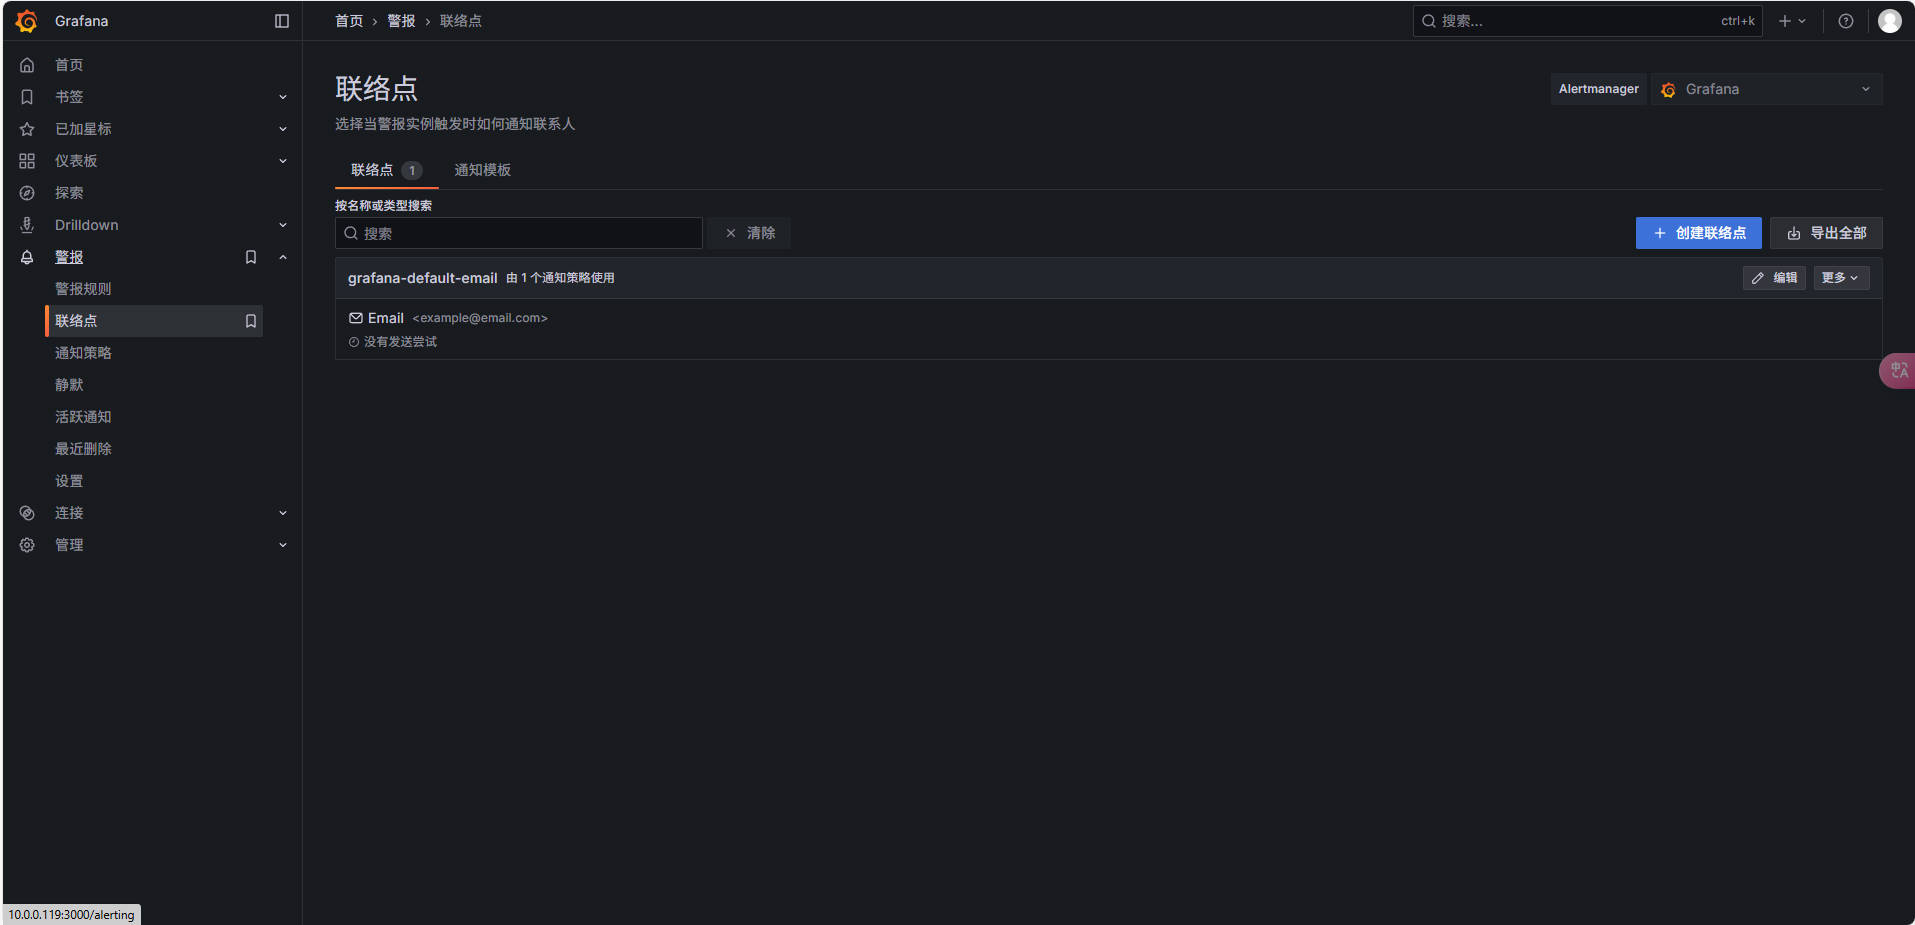 Grafana
首页 › 警报 › 联络点
搜索... ctrl+k
首页
书签
已加星标
仪表板
探索
Drilldown
警报
警报规则
联络点
通知策略
静默
活跃通知
最近删除
设置
连接
管理
联络点
Alertmanager Grafana
选择当警报实例触发时如何通知联系人
联络点 1 通知模板
按名称或类型搜索
搜索 清除 创建联络点 导出全部
grafana-default-email 由 1 个通知策略使用 编辑 更多
Email <example@email.com>
没有发送尝试
中 A
10.0.0.119:3000/alerting